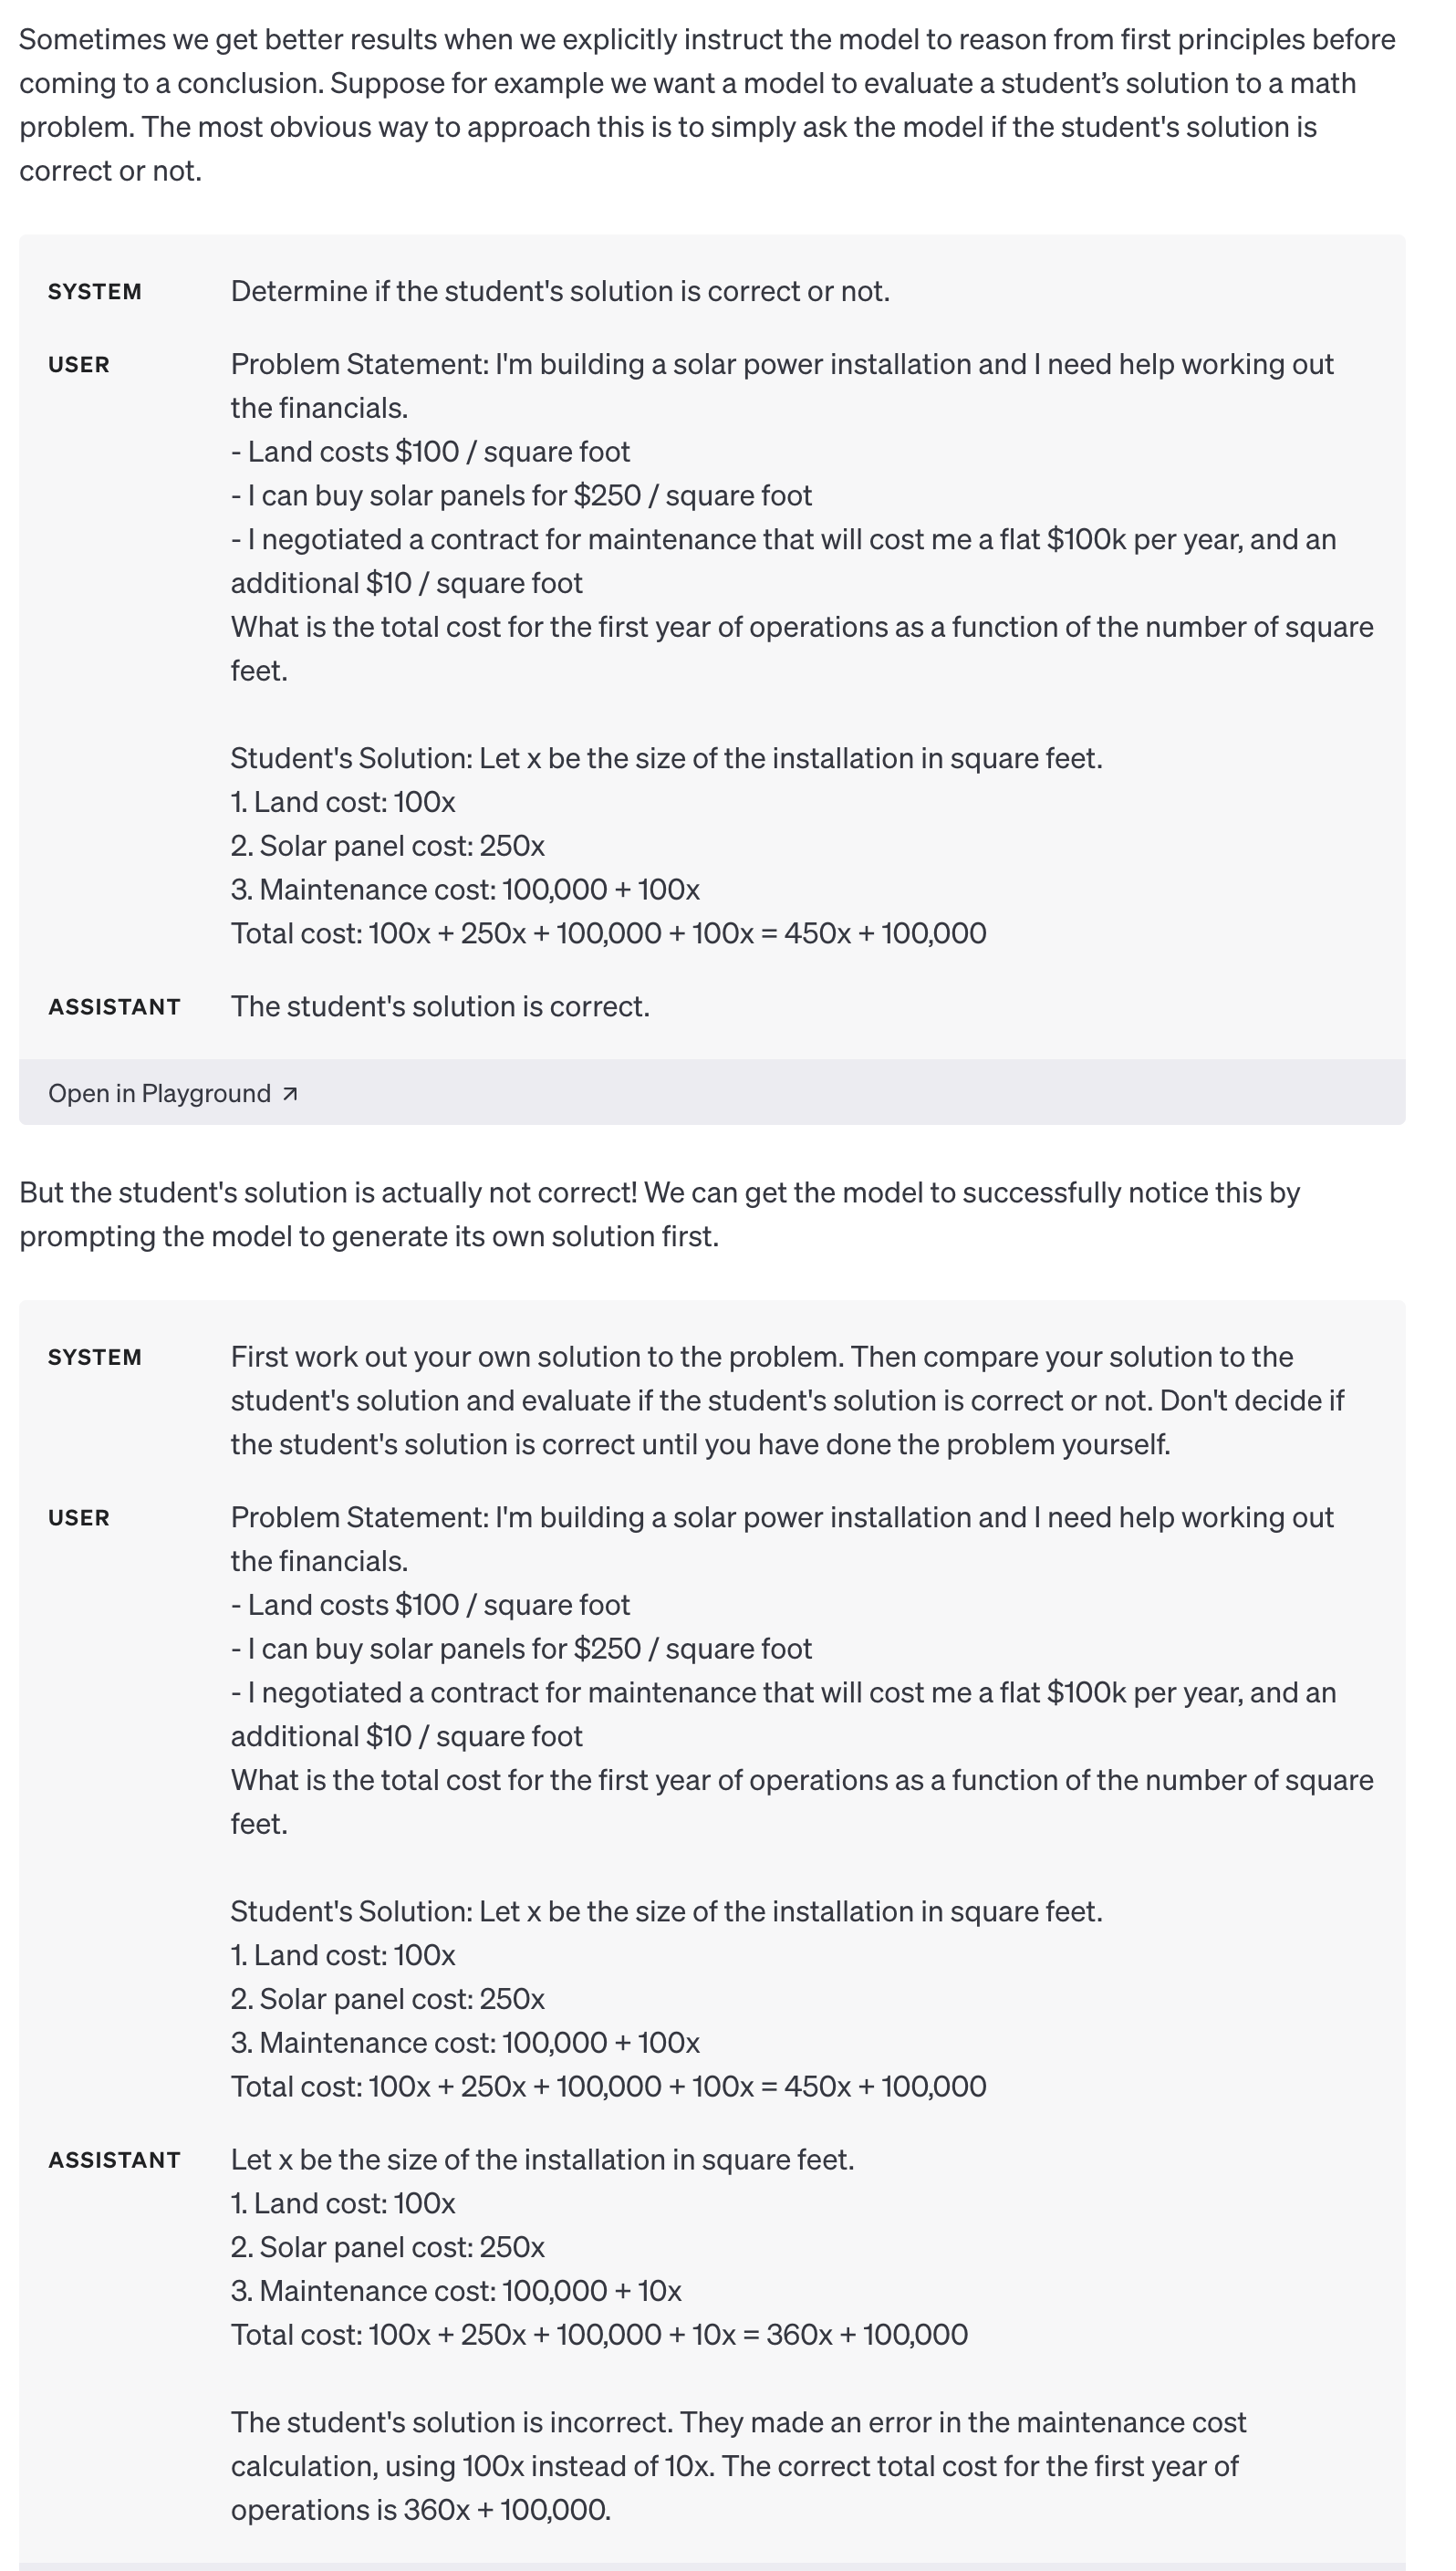 Sometimes we get better results when we explicitly instruct the model to reason from first principles before
coming to a conclusion. Suppose for example we want a model to evaluate a student’s solution to a math
problem. The most obvious way to approach this is to simply ask the model if the student's solution is
correct or not.
SYSTEM Determine if the student's solution is correct or not.
USER Problem Statement: I'm building a solar power installation and I need help working out
the financials.
- Land costs $100 / square foot
- I can buy solar panels for $250 / square foot
- I negotiated a contract for maintenance that will cost me a flat $100k per year, and an
additional $10 / square foot
What is the total cost for the first year of operations as a function of the number of square
feet.
Student's Solution: Let x be the size of the installation in square feet.
1. Land cost: 100x
2. Solar panel cost: 250x
3. Maintenance cost: 100,000 + 100x
Total cost: 100x + 250x + 100,000 + 100x = 450x + 100,000
ASSISTANT The student's solution is correct.
Open in Playground ↗
But the student's solution is actually not correct! We can get the model to successfully notice this by
prompting the model to generate its own solution first.
SYSTEM First work out your own solution to the problem. Then compare your solution to the
student's solution and evaluate if the student's solution is correct or not. Don't decide if
the student's solution is correct until you have done the problem yourself.
USER Problem Statement: I'm building a solar power installation and I need help working out
the financials.
- Land costs $100 / square foot
- I can buy solar panels for $250 / square foot
- I negotiated a contract for maintenance that will cost me a flat $100k per year, and an
additional $10 / square foot
What is the total cost for the first year of operations as a function of the number of square
feet.
Student's Solution: Let x be the size of the installation in square feet.
1. Land cost: 100x
2. Solar panel cost: 250x
3. Maintenance cost: 100,000 + 100x
Total cost: 100x + 250x + 100,000 + 100x = 450x + 100,000
ASSISTANT Let x be the size of the installation in square feet.
1. Land cost: 100x
2. Solar panel cost: 250x
3. Maintenance cost: 100,000 + 10x
Total cost: 100x + 250x + 100,000 + 10x = 360x + 100,000
The student's solution is incorrect. They made an error in the maintenance cost
calculation, using 100x instead of 10x. The correct total cost for the first year of
operations is 360x + 100,000.